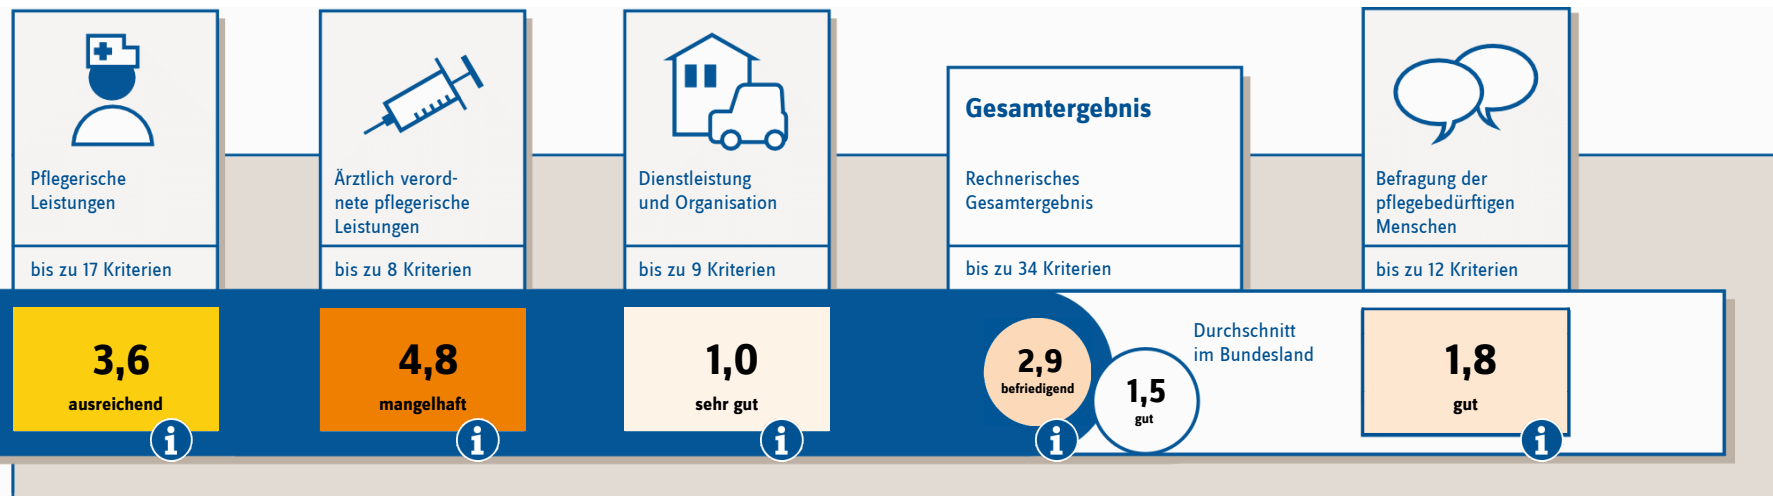 Pflegerische
Leistungen
bis zu 17 Kriterien
3,6
ausreichend
i
Ärztlich verord-
nete pflegerische
Leistungen
bis zu 8 Kriterien
4,8
mangelhaft
i
Dienstleistung
und Organisation
bis zu 9 Kriterien
1,0
sehr gut
i
Gesamtergebnis
Rechnerisches
Gesamtergebnis
bis zu 34 Kriterien
2,9
befriedigend
i
1,5
gut
Durchschnitt
im Bundesland
Befragung der
pflegebedürftigen
Menschen
bis zu 12 Kriterien
1,8
gut
i